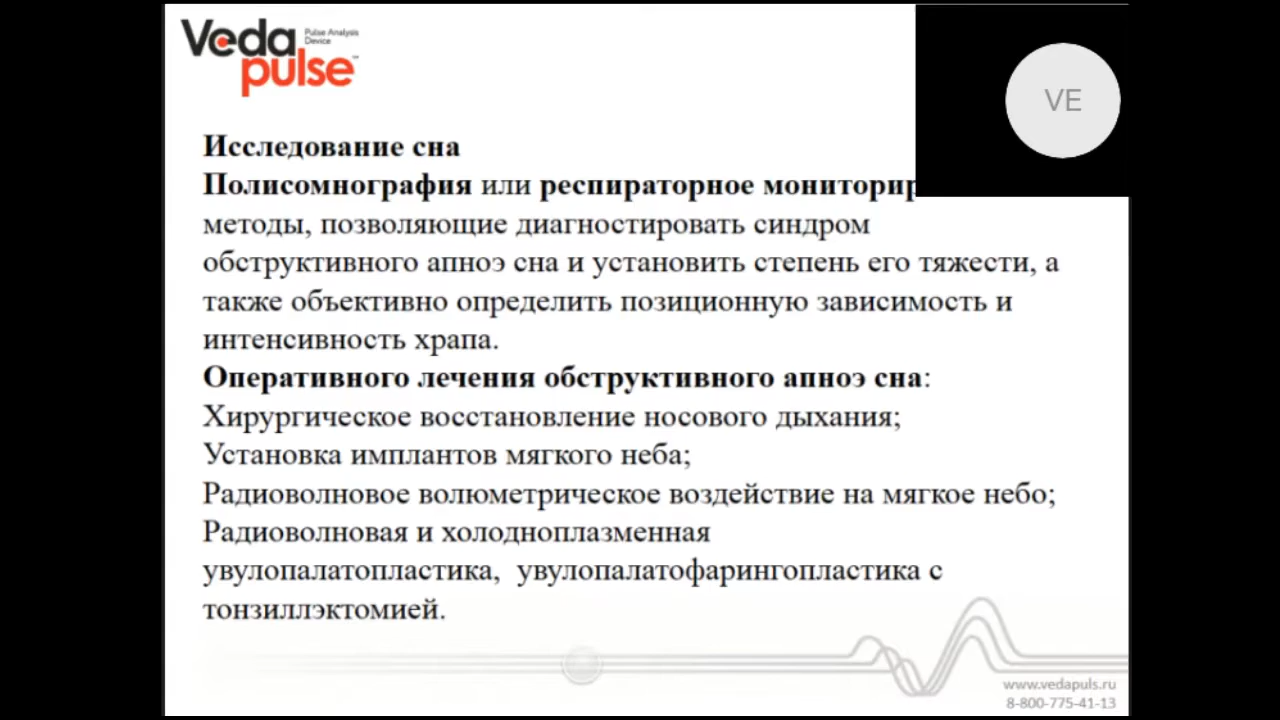 Veda
Pulse Analysis
Device
pulse™
VE
Исследование сна
Полисомнография или респираторное
методы, позволяющие диагностировать синдром
обструктивного апноэ сна и установить степень его тяжести, а
также объективно определить позиционную зависимость и
интенсивность храпа.
Оперативного лечения обструктивного апноэ сна:
Хирургическое восстановление носового дыхания;
Установка имплантов мягкого неба;
Радиоволновое волюметрическое воздействие на мягкое небо;
Радиоволновая и холодноплазменная
увулопалатопластика, увулопалатофарингопластика с
тонзиллэктомией.
www.vedapuls.ru
8-800-775-41-13